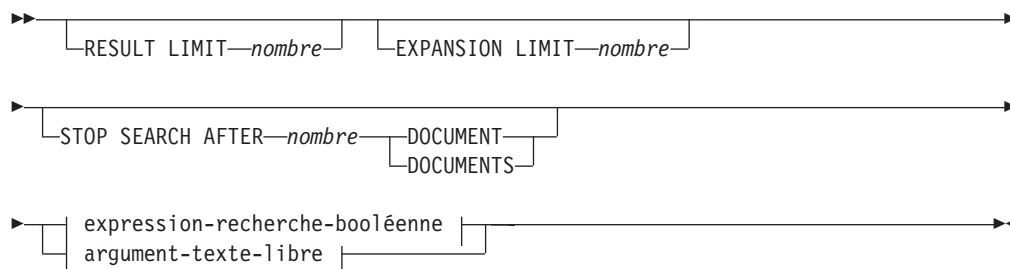 RESULT LIMIT nombre EXPANSION LIMIT nombre
STOP SEARCH AFTER nombre DOCUMENT
DOCUMENTS
expression-recherche-booléenne
argument-texte-libre